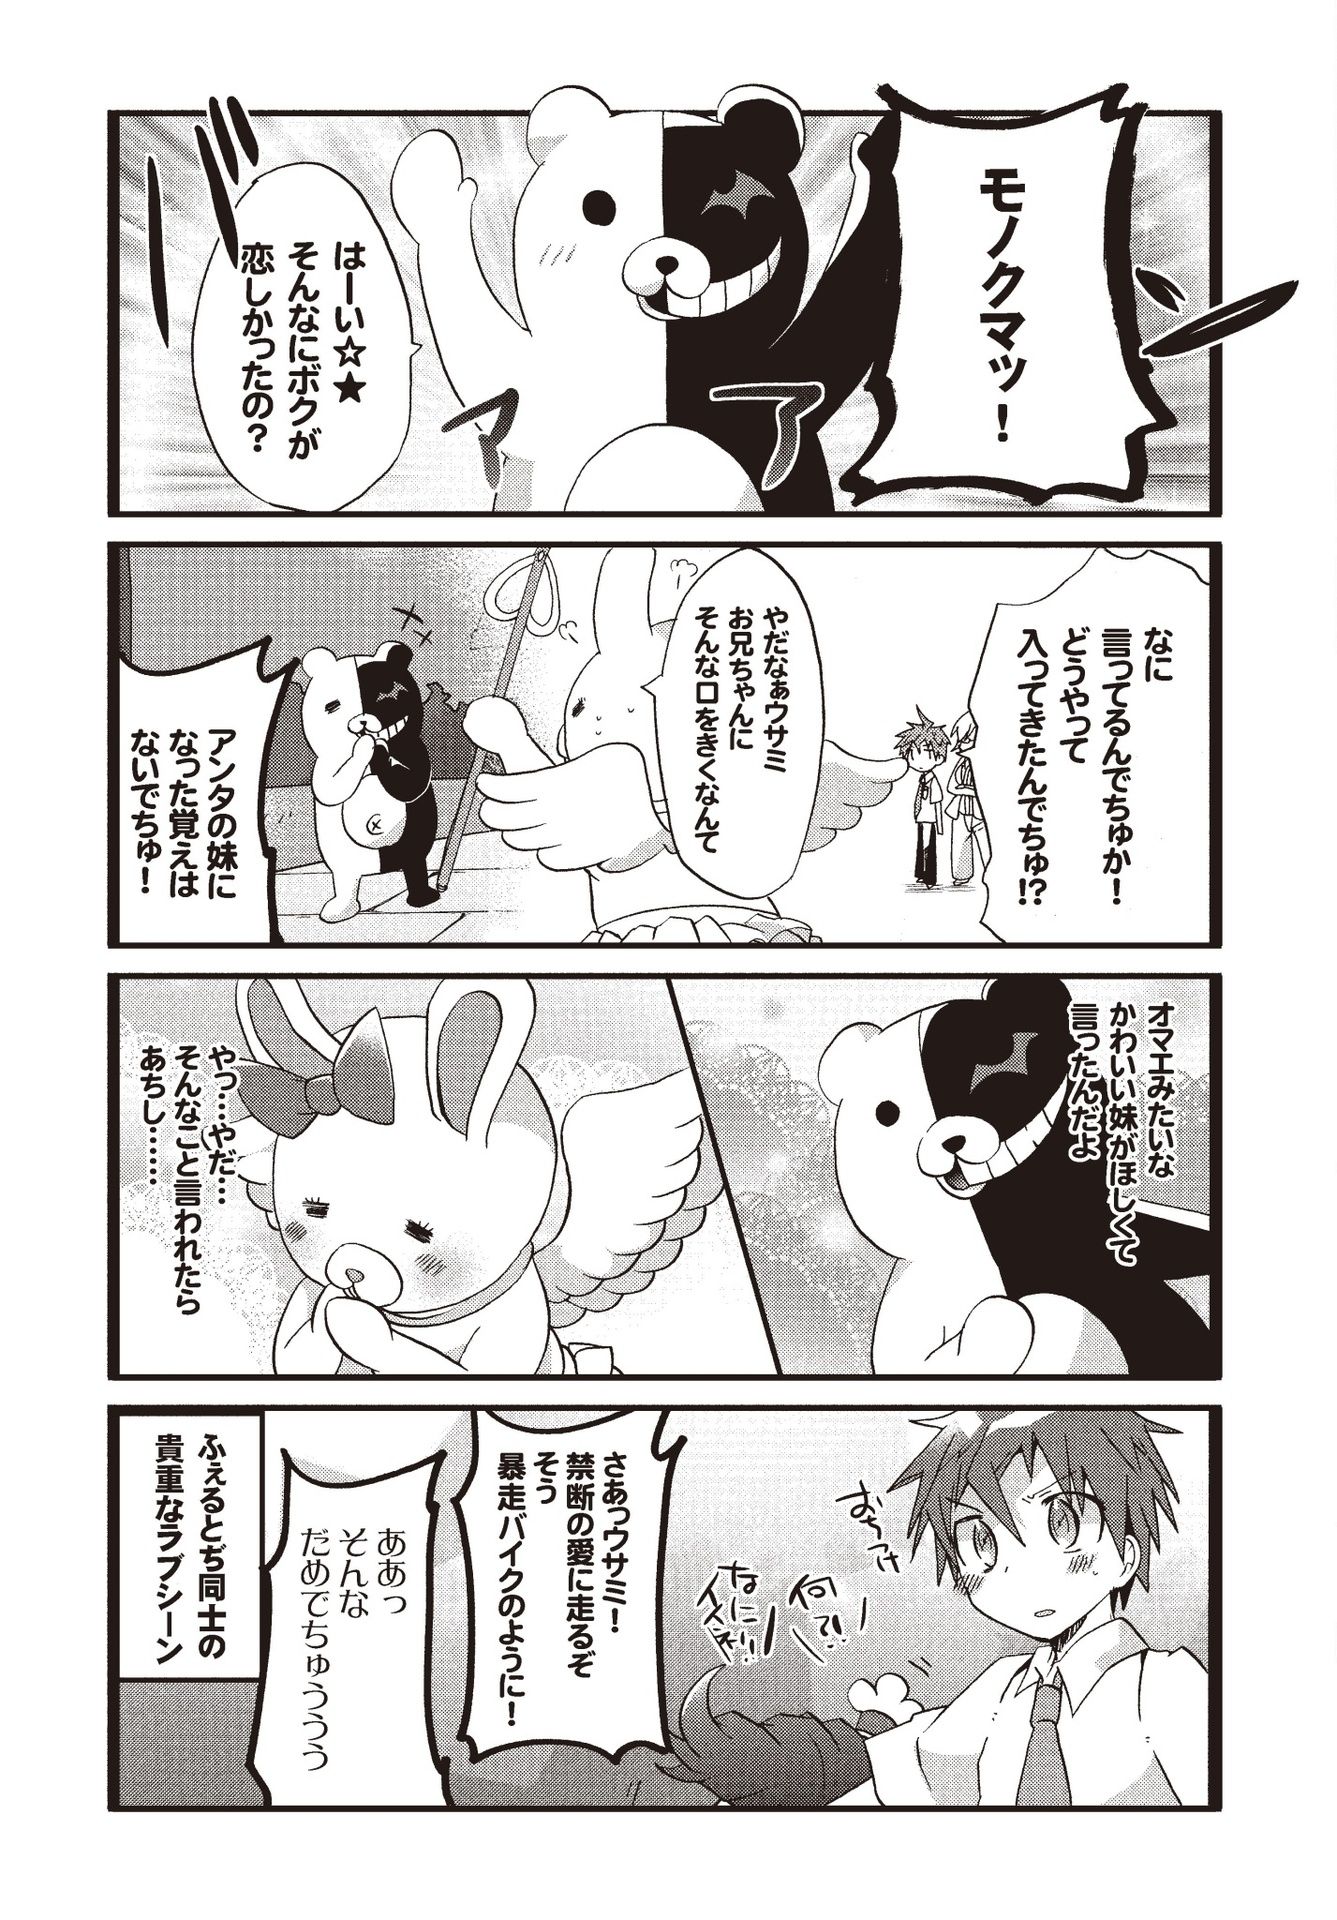 モノクマッ！
アア
はーい☆★
そんなにボクが
恋しかったの？
なに
言ってるんでちゅか！
どうやって
入ってきたんでちゅ!?
やだなぁウサミ
お兄ちゃんに
そんな口をきくなんて
アンタの妹に
なった覚えは
ないでちゅ！
オマエみたいな
かわいい妹がほしくて
言ったんだよ
やっ…やだ…
そんなこと言われたら
あちし……
おちつけ
何?!!
なに!!
さあっウサミ！
禁断の愛に走るぞ
そう
暴走バイクのように！
ああっ
そんな
だめでちゅううう
ふぇるとぢ同士の
貴重なラブシーン